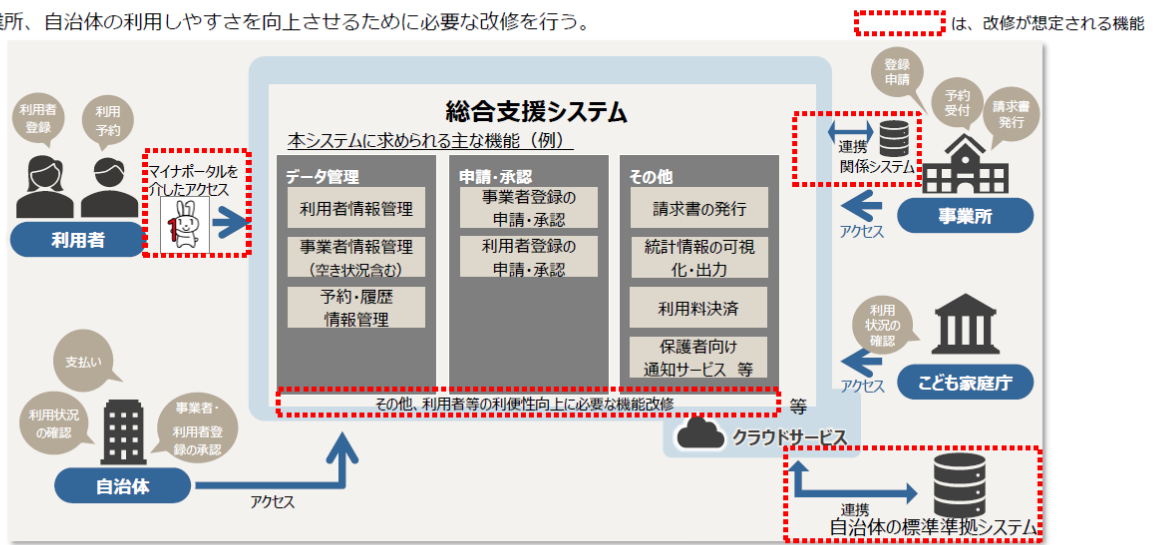 業所、自治体の利用しやすさを向上させるために必要な改修を行う。
は、改修が想定される機能
総合支援システム
本システムに求められる主な機能（例）
データ管理
利用者情報管理
事業者情報管理
（空き状況含む）
予約・履歴
情報管理
申請・承認
事業者登録の
申請・承認
利用者登録の
申請・承認
その他
請求書の発行
統計情報の可視
化・出力
利用料決済
保護者向け
通知サービス 等
その他、利用者等の利便性向上に必要な機能改修
等
クラウドサービス
利用者
登録
利用
予約
マイナポータルを
介したアクセス
利用者
支払い
利用状況
の確認
事業者・
利用者登
録の承認
自治体
アクセス
登録
申請
予約
受付
請求書
発行
連携
関係システム
事業所
アクセス
利用
状況の
確認
こども家庭庁
アクセス
連携
自治体の標準準拠システム